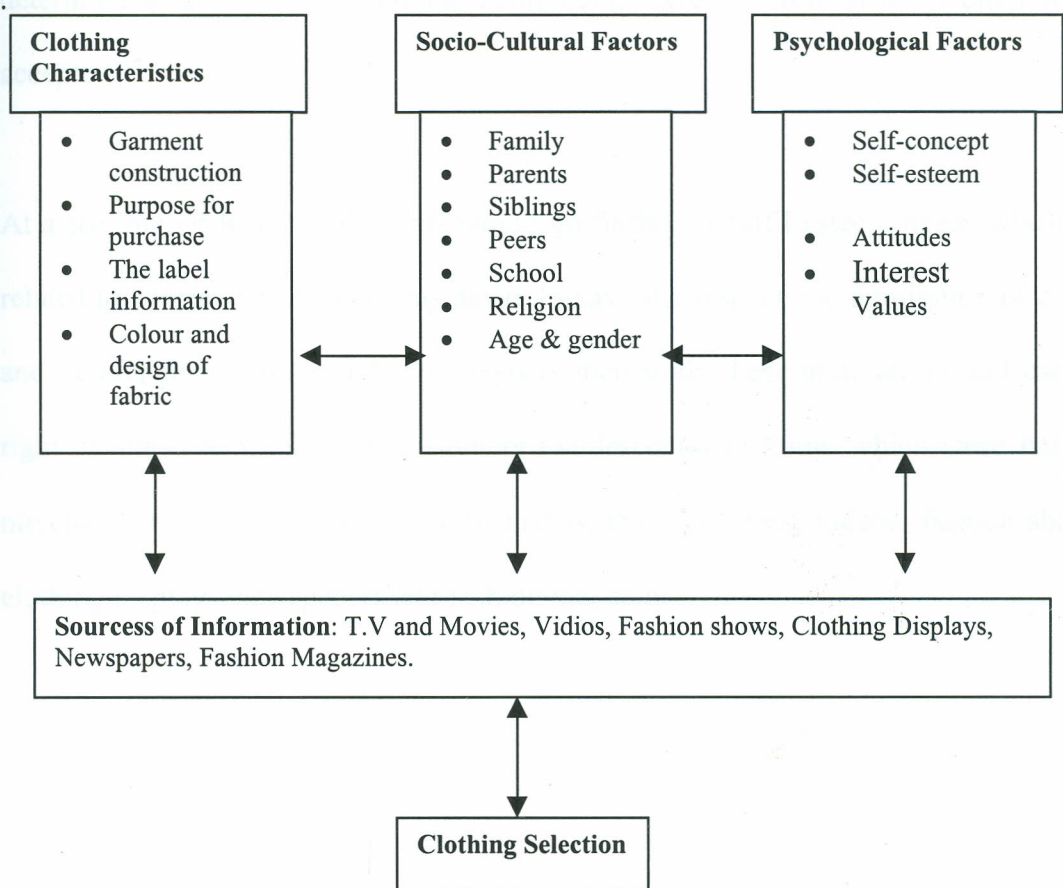 Clothing
Characteristics
• Garment
construction
• Purpose for
purchase
• The label
information
• Colour and
design of
fabric
Socio-Cultural Factors
• Family
• Parents
• Siblings
• Peers
• School
• Religion
• Age & gender
Psychological Factors
• Self-concept
• Self-esteem
• Attitudes
• Interest
Values
Sourcess of Information: T.V and Movies, Vidios, Fashion shows, Clothing Displays,
Newspapers, Fashion Magazines.
Clothing Selection